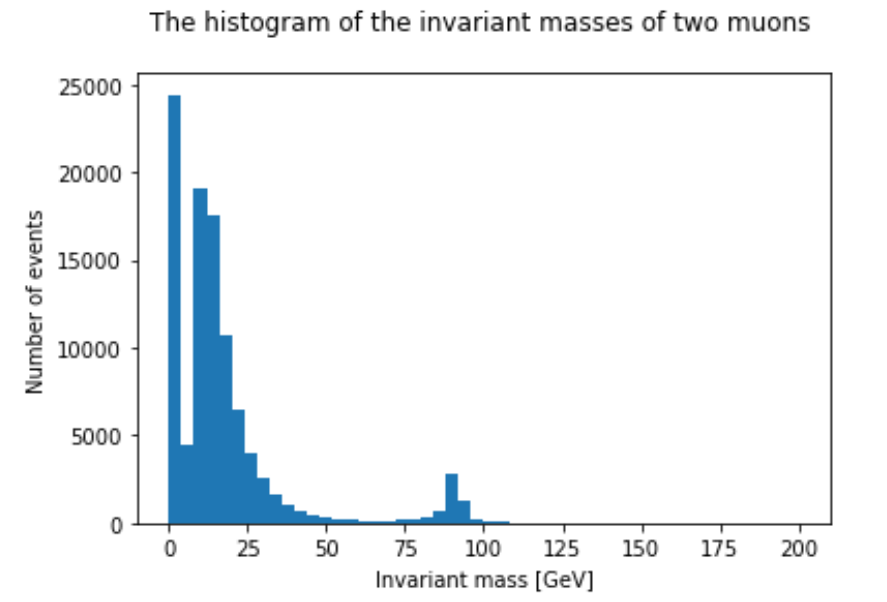 The histogram of the invariant masses of two muons
25000
20000
15000
10000
5000
0
Number of events
0 25 50 75 100 125 150 175 200
Invariant mass [GeV]